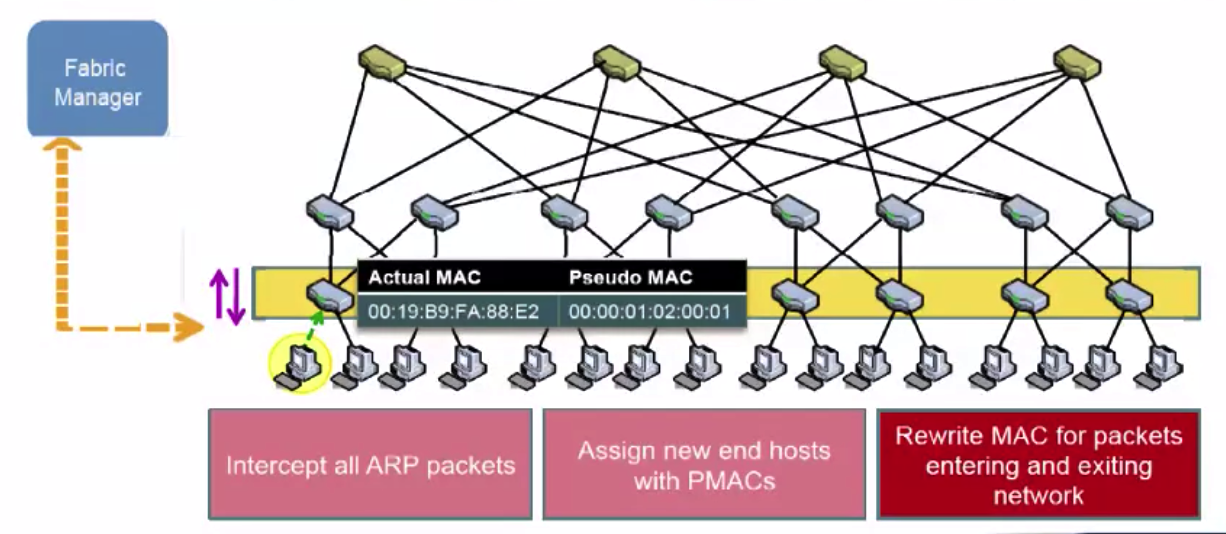 Fabric
Manager
Actual MAC Pseudo MAC
00:19:B9:FA:88:E2 00:00:01:02:00:01
Intercept all ARP packets
Assign new end hosts
with PMACs
Rewrite MAC for packets
entering and exiting
network